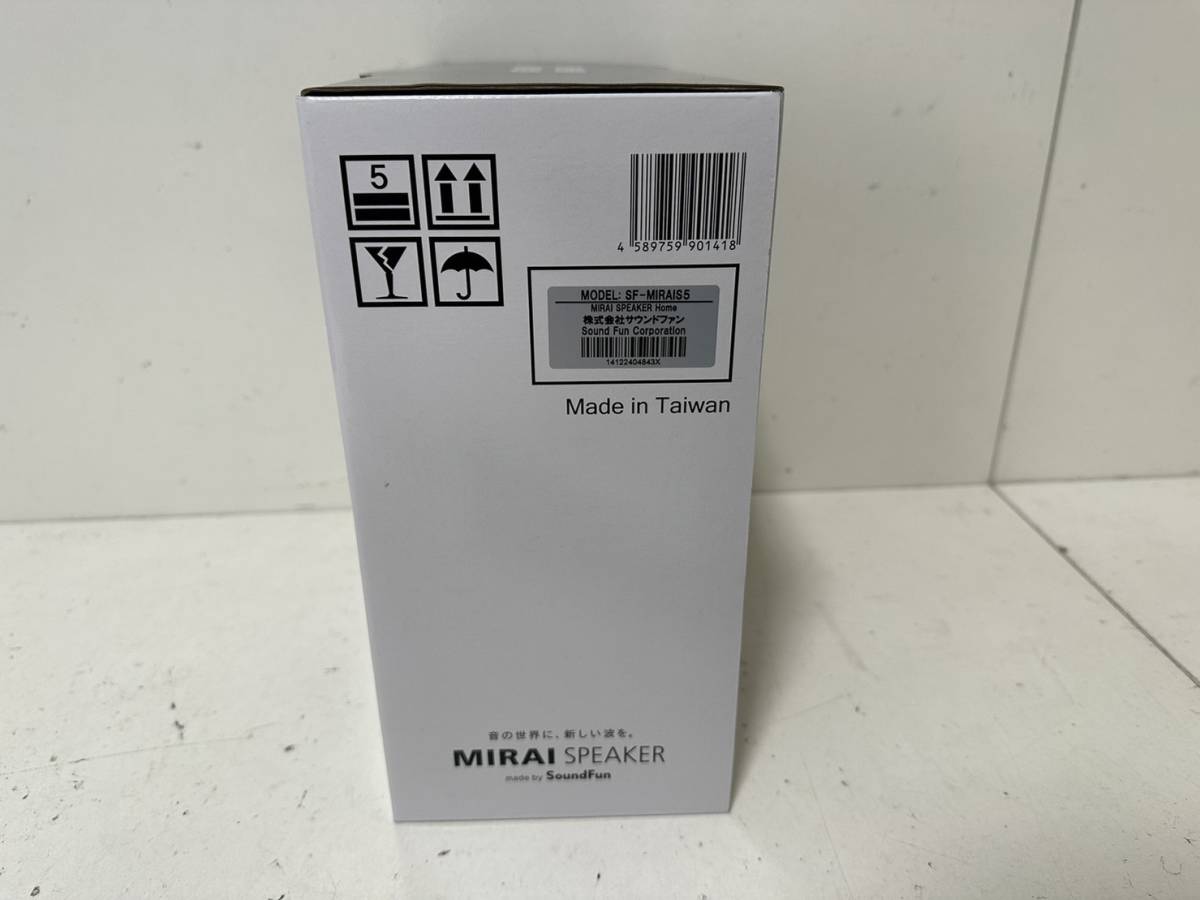 5
4 589759 901418
MODEL: SF-MIRAIS5
MIRAI SPEAKER Home
株式会社サウンドファン
Sound Fun Corporation
14122404843X
Made in Taiwan
音の世界に、新しい波を。
MIRAI SPEAKER
made by SoundFun